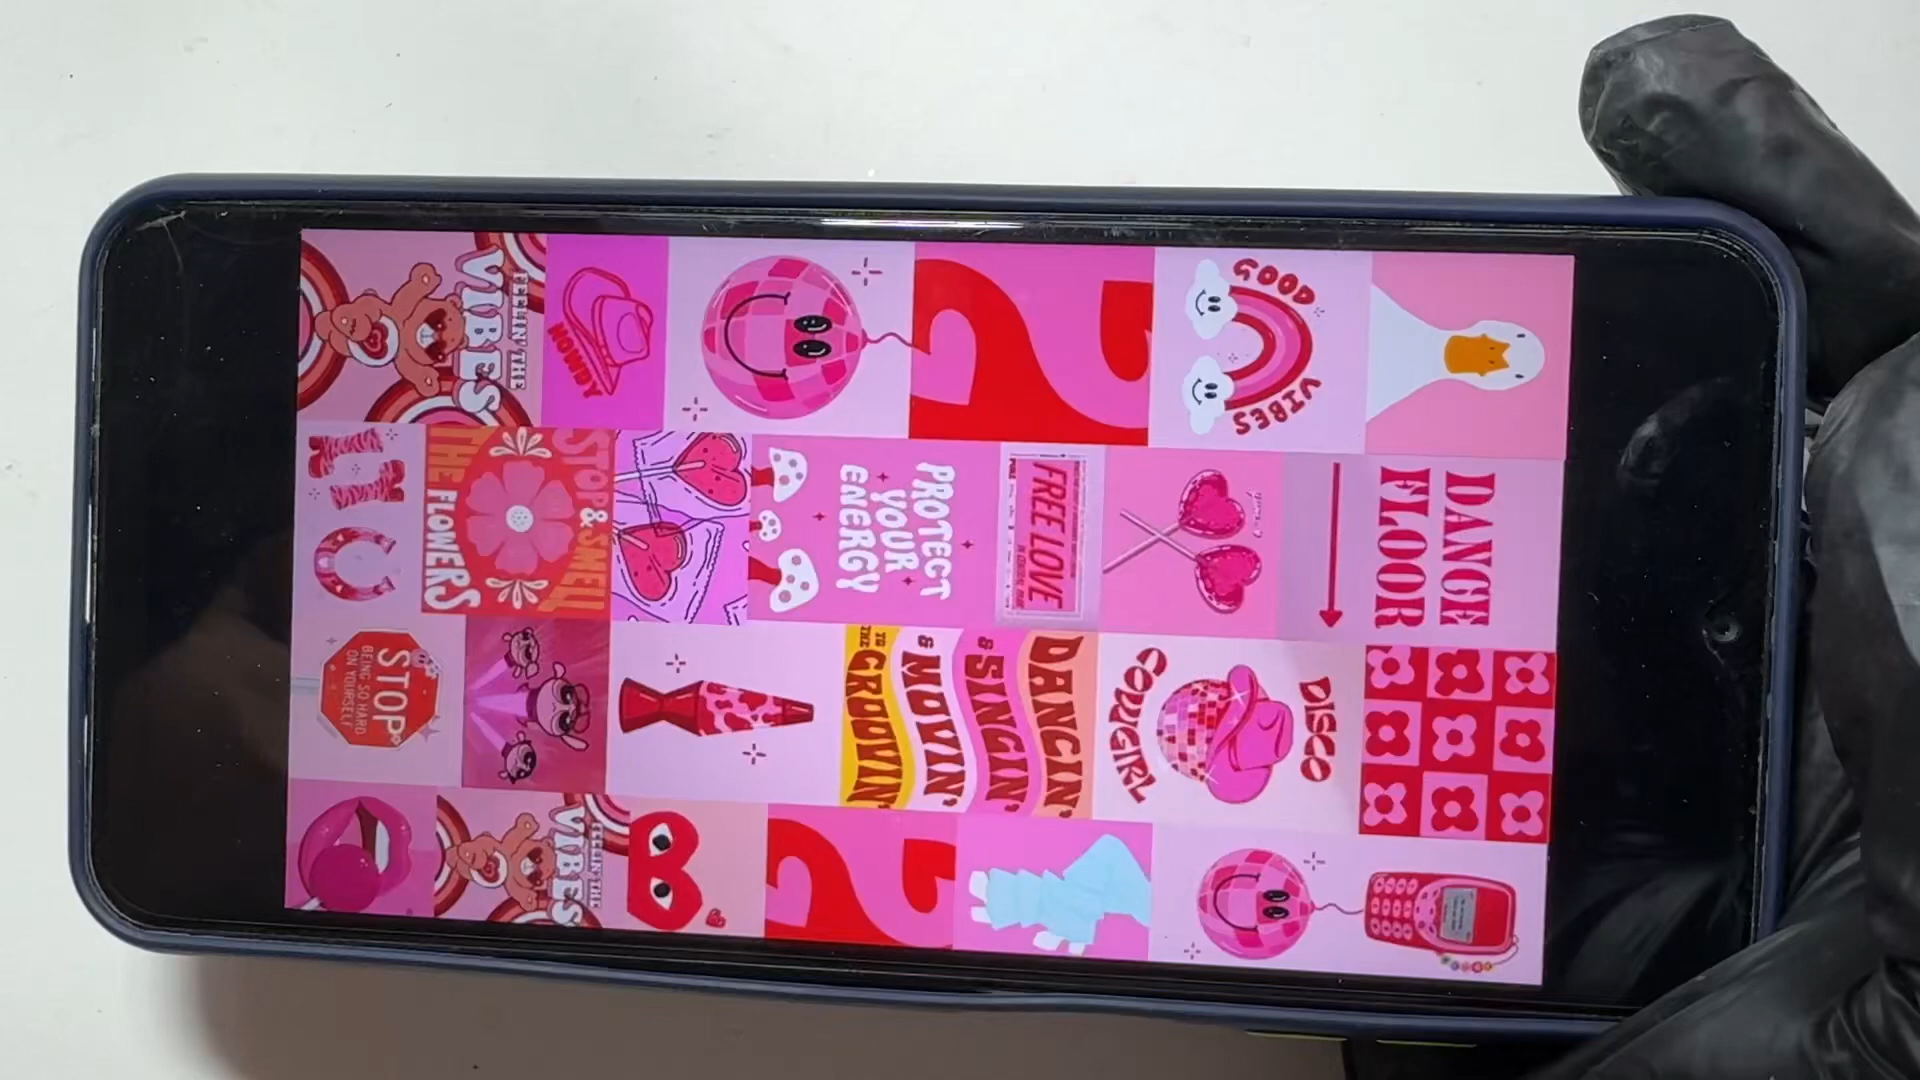 FEELIN' THE
VIBES
HOWDY
GOOD
VIBES
STOP &
SMELL
THE FLOWERS
PROTECT
YOUR
ENERGY
FREE LOVE
DANCE
FLOOR
STOP
BEING SO HARD
ON YOURSELF
DANCIN'
& SINGIN'
& MOVIN'
TO THE GROOVIN'
DISCO
COWGIRL
FEELIN' THE
VIBES